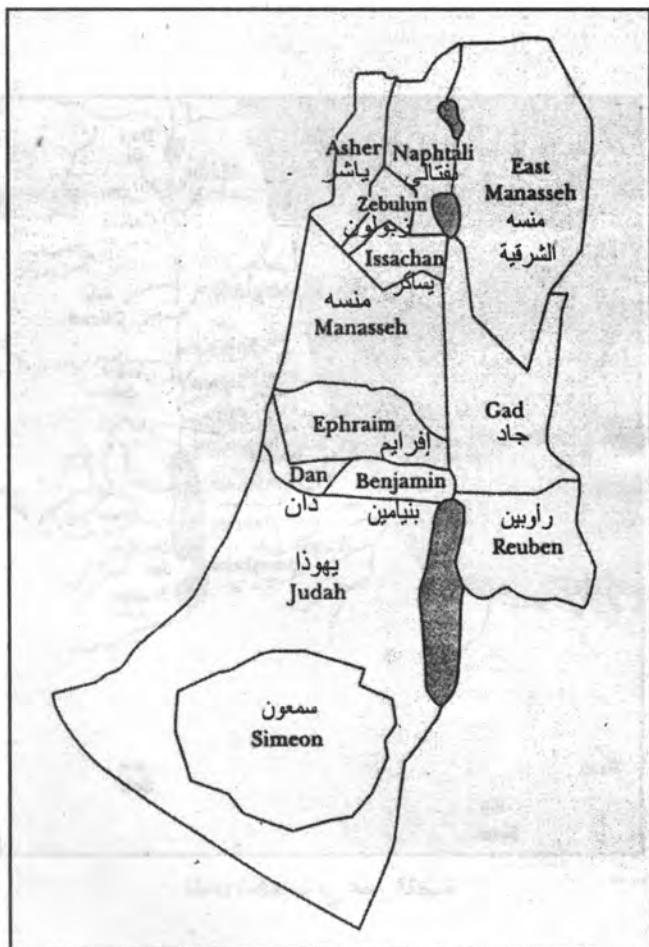 Asher
ياشر
Naphtali
نفتالي
East
Manasseh
منسه
الشرقية
Zebulun
زبولون
Issachan
يساكر
منسه
Manasseh
Ephraim
إفرايم
Gad
جاد
Dan
دان
Benjamin
بنيامين
رأوبين
Reuben
يهوذا
Judah
سمعون
Simeon